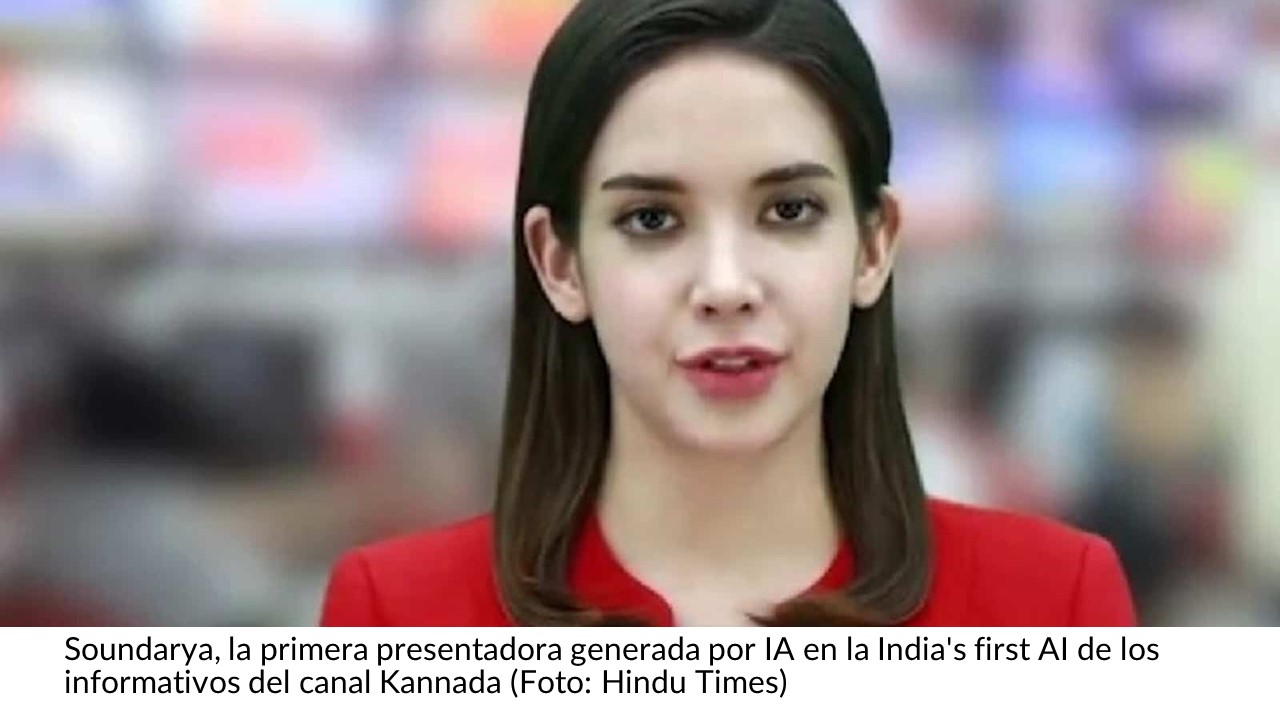 Soundarya, la primera presentadora generada por IA en la India's first AI de los
informativos del canal Kannada (Foto: Hindu Times)